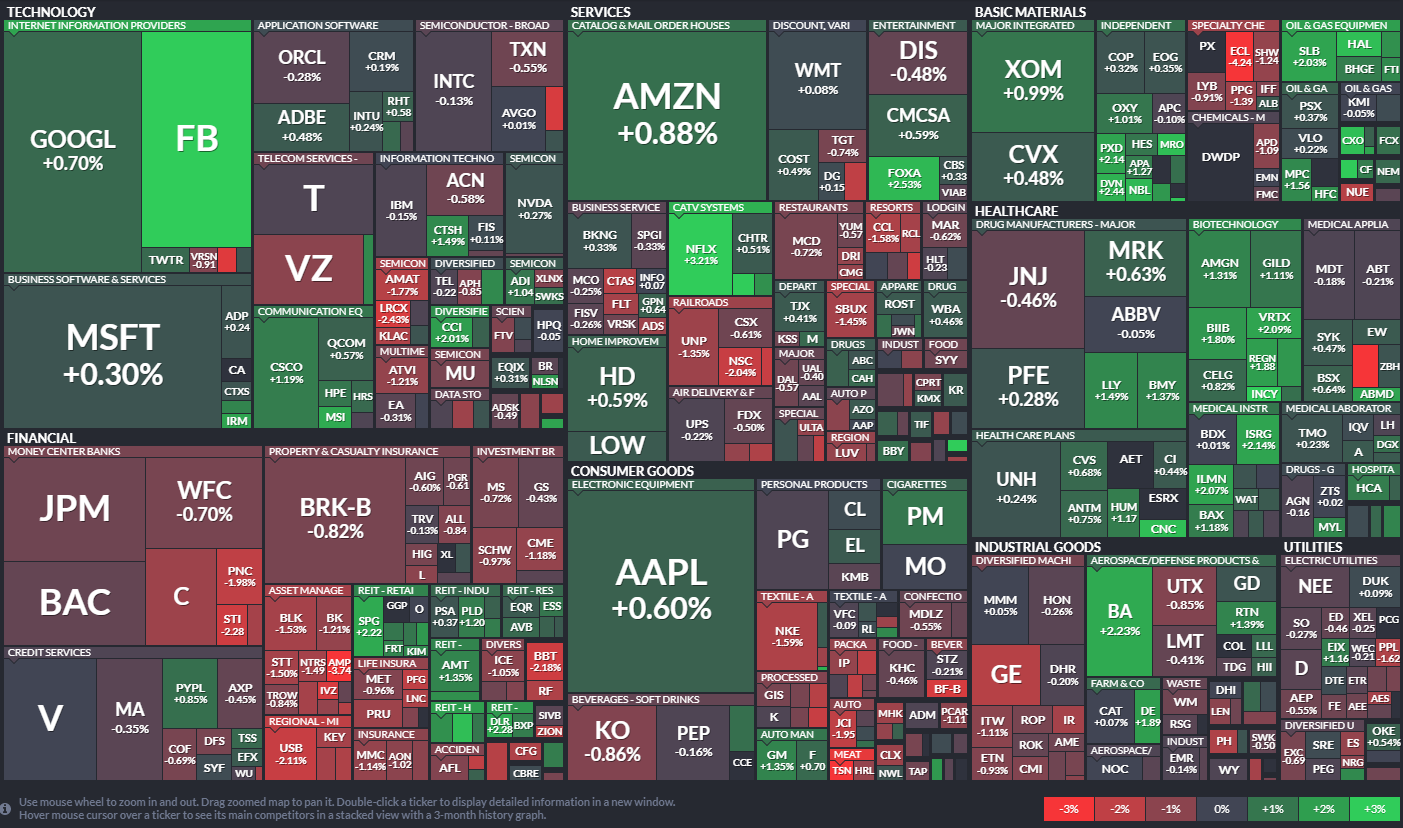 TECHNOLOGY
INTERNET INFORMATION PROVIDERS
GOOGL
+0.70%
FB
TWTR
VRSN
-0.91
APPLICATION SOFTWARE
ORCL
-0.28%
CRM
+0.19%
ADBE
+0.48%
INTU
+0.24%
RHT
+0.58
SEMICONDUCTOR - BROAD
INTC
-0.13%
TXN
-0.55%
AVGO
+0.01%
BUSINESS SOFTWARE & SERVICES
MSFT
+0.30%
ADP
+0.24
CA
CTXS
IRM
TELECOM SERVICES -
T
VZ
INFORMATION TECHNO
IBM
-0.15%
ACN
-0.58%
CTSH
+1.49%
FIS
+0.11%
SEMICON
NVDA
+0.27%
COMMUNICATION EQ
CSCO
+1.19%
QCOM
+0.57%
HPE
HRS
MSI
SEMICON
AMAT
-1.77%
LRCX
-2.43%
KLAC
DIVERSIFIED
TEL
-0.22
APH
-0.85
SEMICON
ADI
+1.04
XLNX
SWKS
DIVERSIFIE
CCI
+2.01%
SCIEN
FTV
HPQ
-0.05
MULTIME
ATVI
-1.21%
EA
-0.31%
SEMICON
MU
DATA STO
EQIX
+0.31%
BR
NLSN
ADSK
-0.49
FINANCIAL
MONEY CENTER BANKS
JPM
WFC
-0.70%
BAC
C
PNC
-1.98%
STI
-2.28
PROPERTY & CASUALTY INSURANCE
BRK-B
-0.82%
AIG
-0.60%
PGR
-0.61
TRV
-0.13%
ALL
-0.84
HIG
XL
L
INVESTMENT BR
MS
-0.72%
GS
-0.43%
SCHW
-0.97%
CME
-1.18%
CREDIT SERVICES
V
MA
-0.35%
PYPL
+0.85%
AXP
-0.45%
COF
-0.69%
DFS
SYF
TSS
EFX
WU
ASSET MANAGE
BLK
-1.53%
BK
-1.21%
STT
-1.50%
NTRS
-1.49
AMP
-3.74
TROW
-0.84%
IVZ
REGIONAL - MI
USB
-2.11%
KEY
REIT - RETAI
SPG
+2.22
GGP
O
FRT
KIM
LIFE INSURA
MET
-0.96%
PFG
LNC
PRU
INSURANCE
MMC
-1.14%
AON
-1.02
REIT - INDU
PSA
+0.37
PLD
+1.20
REIT - RES
EQR
ESS
AVB
REIT -
AMT
+1.35%
DIVERS
ICE
-1.05%
BBT
-2.18%
RF
REIT - H
REIT -
DLR
+2.28
BXP
SIVB
ZION
ACCIDEN
AFL
CFG
CBRE
SERVICES
CATALOG & MAIL ORDER HOUSES
AMZN
+0.88%
DISCOUNT, VARI
WMT
+0.08%
COST
+0.49%
TGT
-0.74%
DG
+0.15
ENTERTAINMENT
DIS
-0.48%
CMCSA
+0.59%
FOXA
+2.53%
CBS
+0.33
VIAB
BUSINESS SERVICE
BKNG
+0.33%
SPGI
-0.33%
MCO
-0.25%
CTAS
INFO
+0.07
FISV
-0.26%
FLT
GPN
+0.64
VRSK
ADS
CATV SYSTEMS
NFLX
+3.21%
CHTR
+0.51%
RESTAURANTS
MCD
-0.72%
YUM
-0.57
DRI
CMG
RESORTS
CCL
-1.58%
RCL
LODGIN
MAR
-0.62%
HLT
-0.23
HOME IMPROVEM
HD
+0.59%
LOW
RAILROADS
UNP
-1.35%
CSX
-0.61%
NSC
-2.04%
DEPART
TJX
+0.41%
KSS
M
SPECIAL
SBUX
-1.45%
APPARE
ROST
JWN
DRUG
WBA
+0.46%
MAJOR
DAL
-0.57
UAL
-0.40
AAL
DRUGS
ABC
CAH
INDUST
FOOD
SYY
AIR DELIVERY & F
UPS
-0.22%
FDX
-0.50%
SPECIAL
ULTA
AUTO P
AZO
AAP
CPRT
KMX
KR
REGION
LUV
TIF
BBY
CONSUMER GOODS
ELECTRONIC EQUIPMENT
AAPL
+0.60%
PERSONAL PRODUCTS
PG
CL
EL
KMB
CIGARETTES
PM
MO
BEVERAGES - SOFT DRINKS
KO
-0.86%
PEP
-0.16%
CCE
TEXTILE - A
NKE
-1.59%
TEXTILE - A
VFC
-0.09
RL
CONFECTIO
MDLZ
-0.55%
PACKA
IP
FOOD -
KHC
-0.46%
BEVER
STZ
-0.21%
BF-B
PROCESSED
GIS
K
AUTO
JCI
-1.95
MHK
ADM
PCAR
-1.11
AUTO MAN
GM
+1.35%
F
+0.70
MEAT
TSN
HRL
CLX
NWL
TAP
BASIC MATERIALS
MAJOR INTEGRATED
XOM
+0.99%
CVX
+0.48%
INDEPENDENT
COP
+0.32%
EOG
+0.35%
OXY
+1.01%
APC
-0.10%
PXD
+2.14
HES
MRO
APA
+1.27
DVN
+2.44
NBL
SPECIALTY CHE
PX
ECL
-4.24
SHW
-1.24
LYB
-0.91%
PPG
-1.39
IFF
ALB
CHEMICALS - M
DWDP
APD
-1.09
EMN
FMC
OIL & GAS EQUIPMEN
SLB
+2.03%
HAL
BHGE
FTI
OIL & GA
PSX
+0.37%
VLO
+0.22%
MPC
+1.56
HFC
OIL & GAS
KMI
-0.05%
CXO
FCX
CF
NEM
NUE
HEALTHCARE
DRUG MANUFACTURERS - MAJOR
JNJ
-0.46%
MRK
+0.63%
ABBV
-0.05%
PFE
+0.28%
LLY
+1.49%
BMY
+1.37%
BIOTECHNOLOGY
AMGN
+1.31%
GILD
+1.11%
BIIB
+1.80%
VRTX
+2.09%
CELG
+0.82%
REGN
+1.88
INCY
MEDICAL APPLIA
MDT
-0.18%
ABT
-0.21%
SYK
+0.47%
EW
BSX
+0.64%
ZBH
ABMD
HEALTH CARE PLANS
UNH
+0.24%
CVS
+0.68%
AET
CI
+0.44%
ANTM
+0.75%
HUM
+1.17
ESRX
CNC
MEDICAL INSTR
BDX
+0.01%
ISRG
+2.14%
ILMN
+2.07%
WAT
BAX
+1.18%
MEDICAL LABORATOR
TMO
+0.23%
IQV
LH
A
DGX
DRUGS - G
AGN
-0.16
ZTS
+0.02
MYL
HOSPITA
HCA
INDUSTRIAL GOODS
DIVERSIFIED MACHI
MMM
+0.05%
HON
-0.26%
GE
DHR
-0.20%
ITW
-1.11%
ROP
IR
ETN
-0.93%
ROK
AME
CMI
AEROSPACE/DEFENSE PRODUCTS &
BA
+2.23%
UTX
-0.85%
LMT
-0.41%
GD
RTN
+1.39%
COL
LLL
TDG
HII
FARM & CO
CAT
+0.07%
DE
+1.89
AEROSPACE/
NOC
WASTE
WM
RSG
INDUST
EMR
-0.14%
DHI
LEN
PH
SWK
-0.50
WY
UTILITIES
ELECTRIC UTILITIES
NEE
DUK
+0.09%
SO
-0.27%
ED
-0.46
XEL
-0.25
PCG
D
EIX
+1.16
WEC
-0.21
PPL
-1.62
DTE
ETR
AEP
-0.55%
FE
AEE
AES
DIVERSIFIED U
EXC
-0.69
SRE
ES
OKE
+0.54%
PEG
NRG
Use mouse wheel to zoom in and out. Drag zoomed map to pan it. Double-click a ticker to display detailed information in a new window.
Hover mouse cursor over a ticker to see its main competitors in a stacked view with a 3-month history graph.
-3%
-2%
-1%
0%
+1%
+2%
+3%